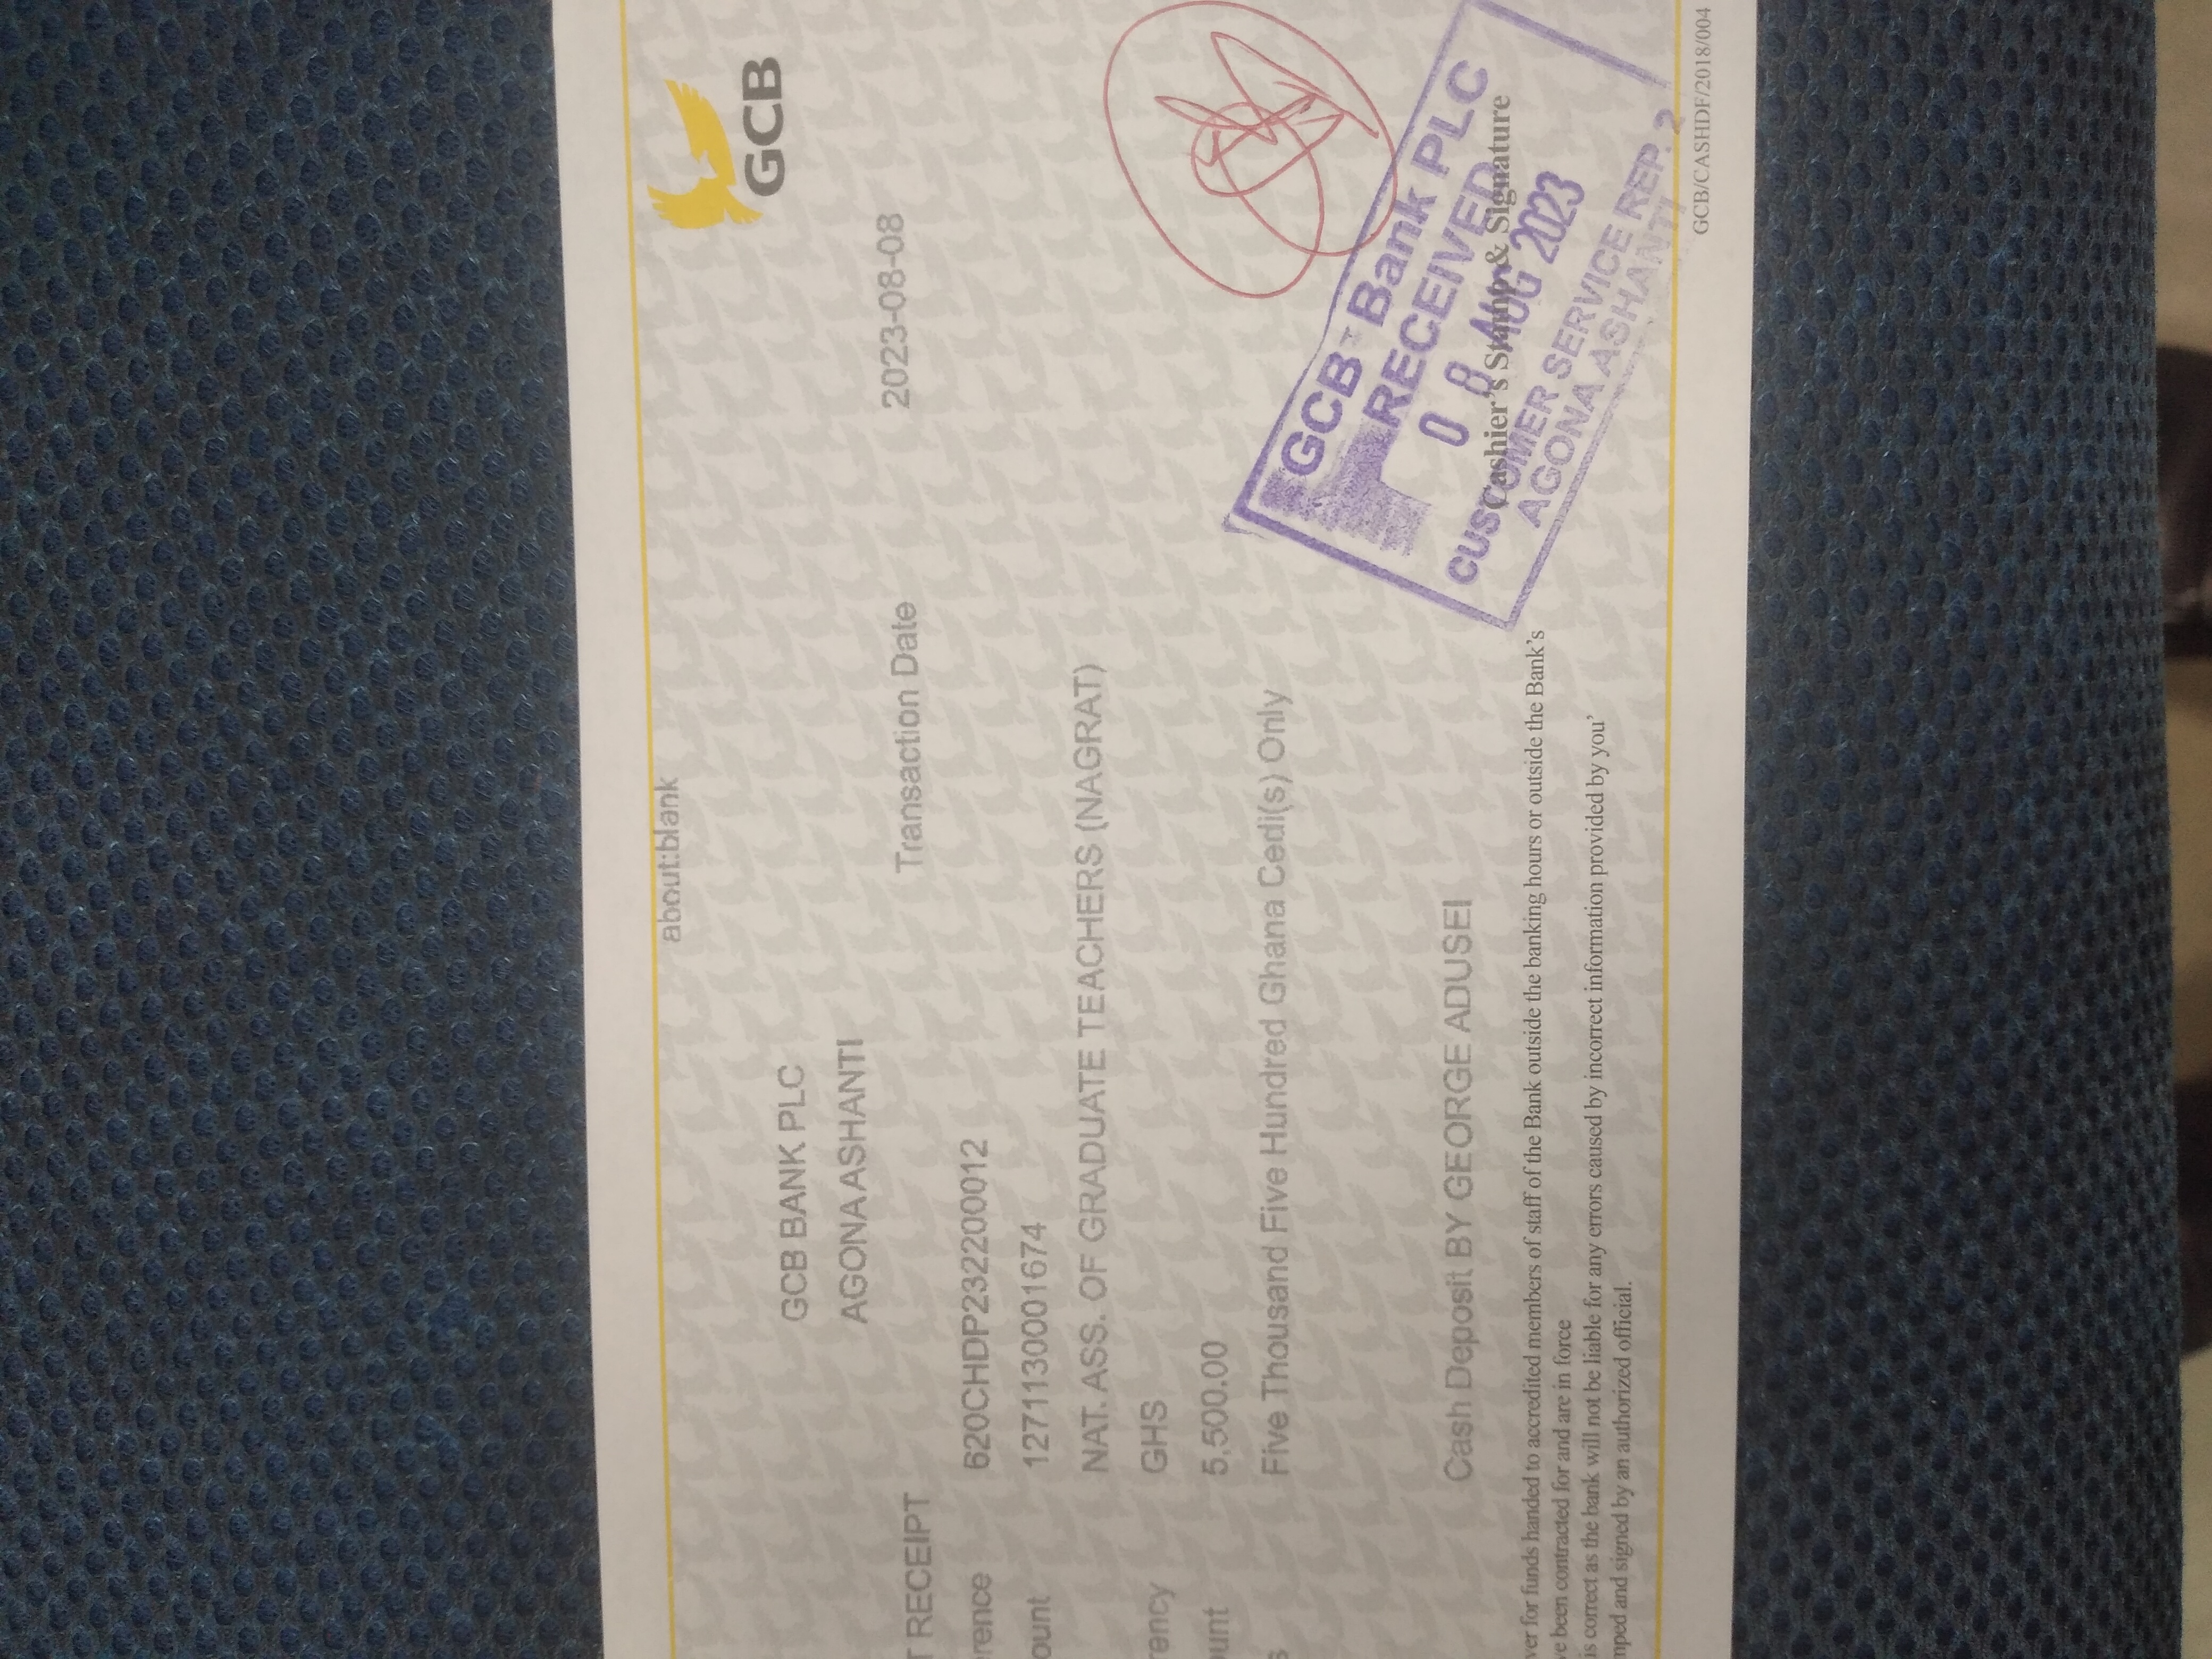 about:blank
GCB
GCB BANK PLC
AGONA ASHANTI
T RECEIPT
Transaction Date 2023-08-08
rence 620CHDP232200012
ount 1271130001674
NAT. ASS. OF GRADUATE TEACHERS (NAGRAT)
rency GHS
unt 5,500.00
s Five Thousand Five Hundred Ghana Cedi(s) Only
Cash Deposit BY GEORGE ADUSEI
GCB Bank PLC
RECEIVED
08 AUG 2023
CUSTOMER SERVICE REP. 2
AGONA ASHANTI
Cashier's Stamp & Signature
ver for funds handed to accredited members of staff of the Bank outside the banking hours or outside the Bank's
ve been contracted for and are in force
is correct as the bank will not be liable for any errors caused by incorrect information provided by you'
mped and signed by an authorized official.
GCB/CASHDF/2018/004